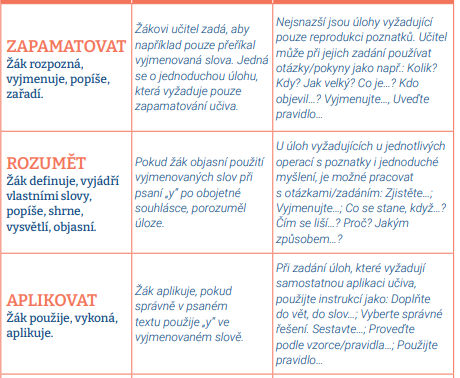 ZAPAMATOVAT
Žák rozpozná,
vyjmenuje, popíše,
zařadí.
Žákovi učitel zadá, aby
například pouze přeříkal
vyjmenovaná slova. Jedná
se o jednoduchou úlohu,
která vyžaduje pouze
zapamatování učiva.
Nejsnazší jsou úlohy vyžadující
pouze reprodukci poznatků. Učitel
může při jejich zadání používat
otázky/pokyny jako např.: Kolik?
Kdy? Jak velký? Co je…? Kdo
objevil…? Vyjmenujte…, Uveďte
pravidlo…
ROZUMĚT
Žák definuje, vyjádří
vlastními slovy,
popíše, shrne,
vysvětlí, objasní.
Pokud žák objasní použití
vyjmenovaných slov při
psaní „y” po obojetné
souhlásce, porozuměl
úloze.
U úloh vyžadujících u jednotlivých
operací s poznatky i jednoduché
myšlení, je možné pracovat
s otázkami/zadáním: Zjistěte…;
Vyjmenujte…; Co se stane, když…?
Čím se liší…? Proč? Jakým
způsobem…?
APLIKOVAT
Žák použije, vykoná,
aplikuje.
Žák aplikuje, pokud
správně v psaném
textu použije „y” ve
vyjmenovaném slově.
Při zadání úloh, které vyžadují
samostatnou aplikaci učiva,
použijte instrukcí jako: Doplňte
do vět, do slov…; Vyberte správné
řešení. Sestavte…; Proveďte
podle vzorce/pravidla…; Použijte
pravidlo…